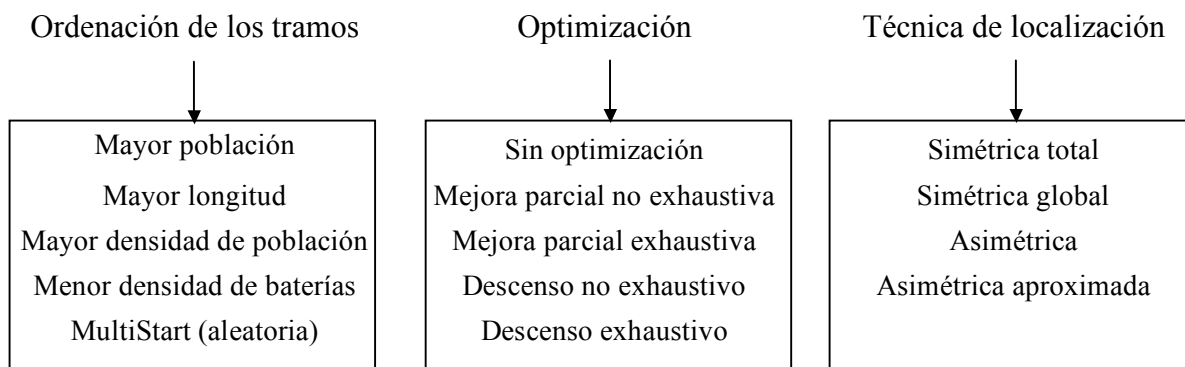 Ordenación de los tramos
Optimización
Técnica de localización
Mayor población
Mayor longitud
Mayor densidad de población
Menor densidad de baterías
MultiStart (aleatoria)
Sin optimización
Mejora parcial no exhaustiva
Mejora parcial exhaustiva
Descenso no exhaustivo
Descenso exhaustivo
Simétrica total
Simétrica global
Asimétrica
Asimétrica aproximada